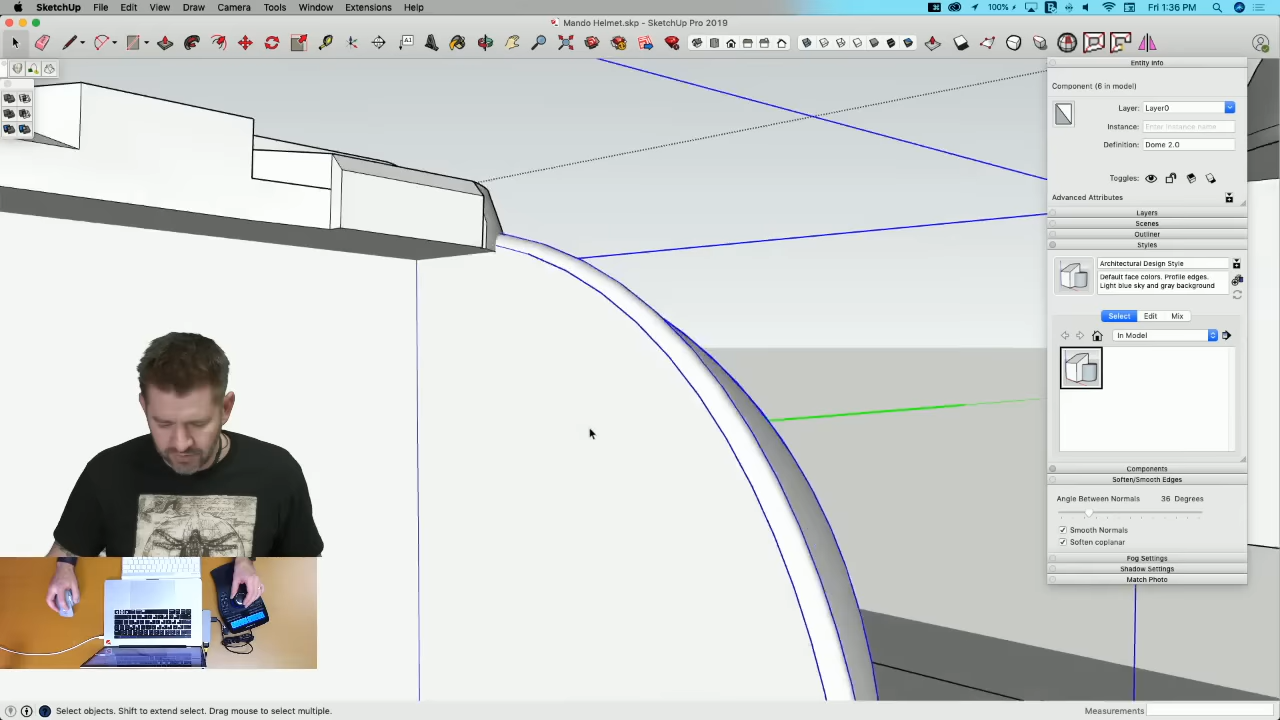 SketchUp File Edit View Draw Camera Tools Window Extensions Help
100% Fri 1:36 PM
Mando Helmet.skp - SketchUp Pro 2019
Entity Info
Component (6 in model)
Layer: Layer0
Instance: Enter instance name
Definition: Dome 2.0
Toggles:
Advanced Attributes
Layers
Scenes
Outliner
Styles
Architectural Design Style
Default face colors. Profile edges.
Light blue sky and gray background
Select Edit Mix
In Model
Components
Soften/Smooth Edges
Angle Between Normals 36 Degrees
Smooth Normals
Soften coplanar
Fog Settings
Shadow Settings
Match Photo
Select objects. Shift to extend select. Drag mouse to select multiple.
Measurements